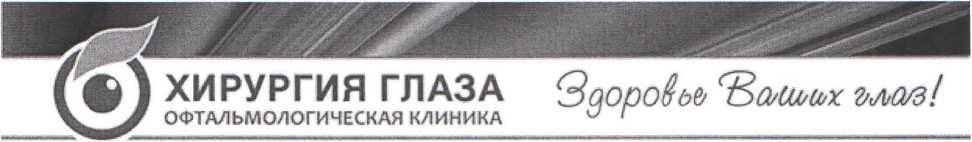 ХИРУРГИЯ ГЛАЗА
ОФТАЛЬМОЛОГИЧЕСКАЯ КЛИНИКА
Здоровье Ваших глаз!